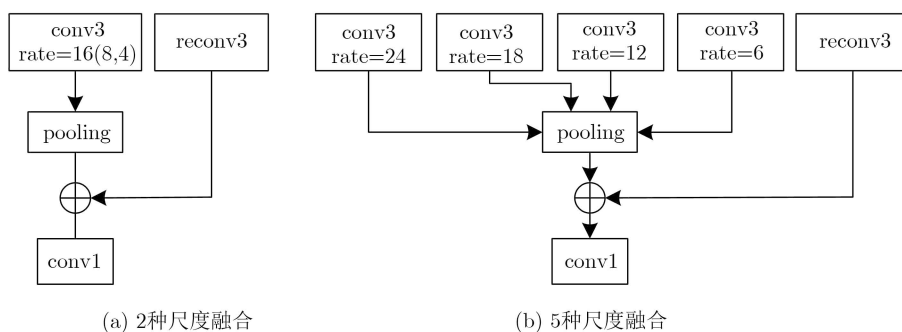 conv3
rate=16(8,4)
reconv3
pooling
conv1
(a) 2种尺度融合
conv3
rate=24
conv3
rate=18
conv3
rate=12
conv3
rate=6
reconv3
pooling
conv1
(b) 5种尺度融合